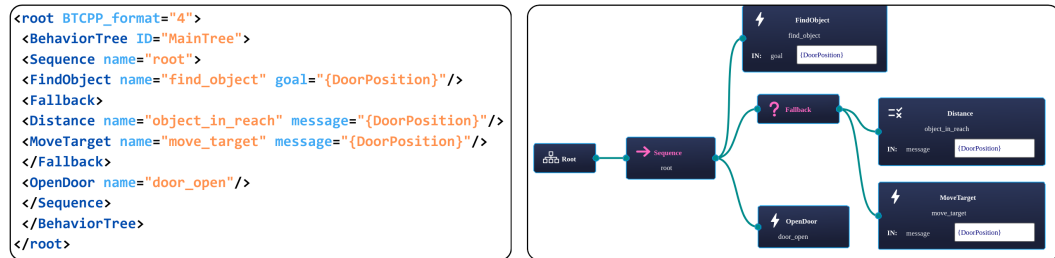 <root BTCPP_format="4">
<BehaviorTree ID="MainTree">
<Sequence name="root">
<FindObject name="find_object" goal="{DoorPosition}"/>
<Fallback>
<Distance name="object_in_reach" message="{DoorPosition}"/>
<MoveTarget name="move_target" message="{DoorPosition}"/>
</Fallback>
<OpenDoor name="door_open"/>
</Sequence>
</BehaviorTree>
</root>
FindObject
find_object
IN: goal {DoorPosition}
Fallback
Distance
object_in_reach
IN: message {DoorPosition}
Root
Sequence
root
MoveTarget
move_target
IN: message {DoorPosition}
OpenDoor
door_open